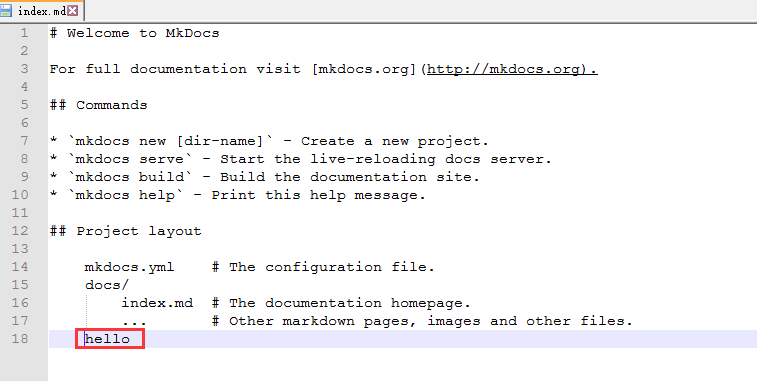 index.md
1 # Welcome to MkDocs
2
3 For full documentation visit [mkdocs.org](http://mkdocs.org).
4
5 ## Commands
6
7 * `mkdocs new [dir-name]` - Create a new project.
8 * `mkdocs serve` - Start the live-reloading docs server.
9 * `mkdocs build` - Build the documentation site.
10 * `mkdocs help` - Print this help message.
11
12 ## Project layout
13
14     mkdocs.yml    # The configuration file.
15     docs/
16         index.md  # The documentation homepage.
17         ...       # Other markdown pages, images and other files.
18     hello